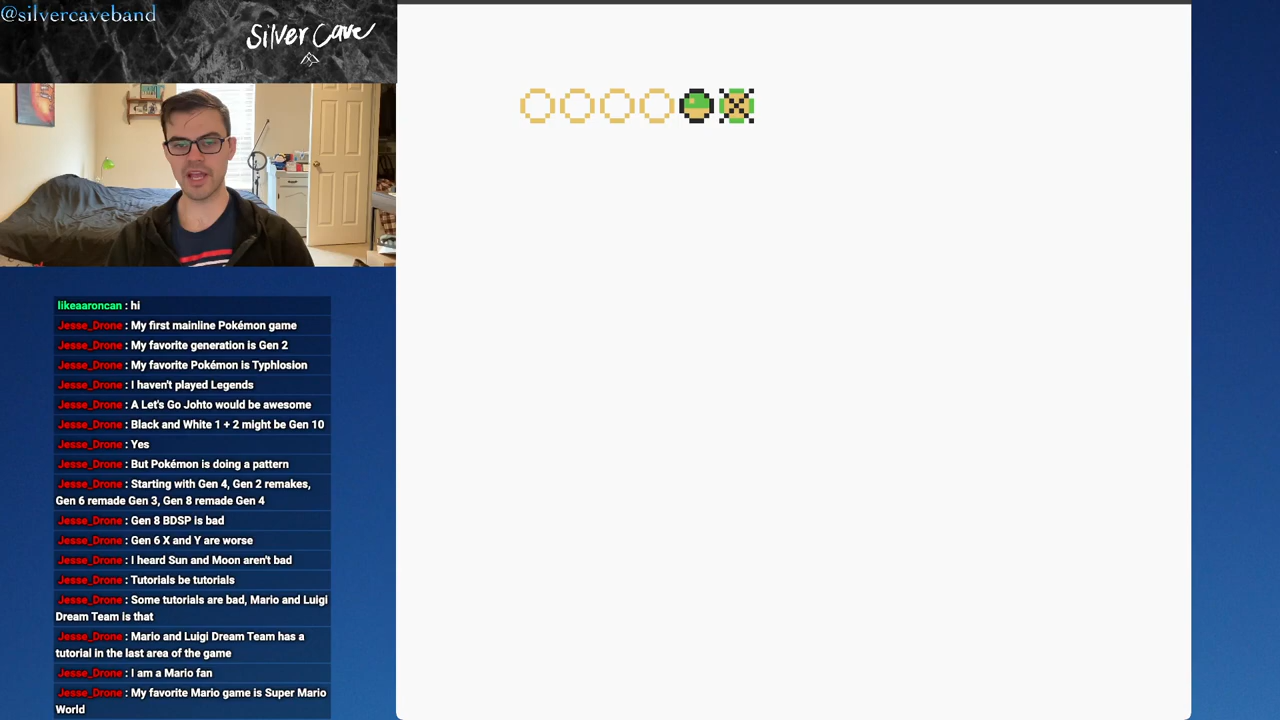 @silvercaveband
Silver Cave
likeaaroncan : hi
Jesse_Drone : My first mainline Pokémon game
Jesse_Drone : My favorite generation is Gen 2
Jesse_Drone : My favorite Pokémon is Typhlosion
Jesse_Drone : I haven't played Legends
Jesse_Drone : A Let's Go Johto would be awesome
Jesse_Drone : Black and White 1 + 2 might be Gen 10
Jesse_Drone : Yes
Jesse_Drone : But Pokémon is doing a pattern
Jesse_Drone : Starting with Gen 4, Gen 2 remakes,
Gen 6 remade Gen 3, Gen 8 remade Gen 4
Jesse_Drone : Gen 8 BDSP is bad
Jesse_Drone : Gen 6 X and Y are worse
Jesse_Drone : I heard Sun and Moon aren't bad
Jesse_Drone : Tutorials be tutorials
Jesse_Drone : Some tutorials are bad, Mario and Luigi
Dream Team is that
Jesse_Drone : Mario and Luigi Dream Team has a
tutorial in the last area of the game
Jesse_Drone : I am a Mario fan
Jesse_Drone : My favorite Mario game is Super Mario
World